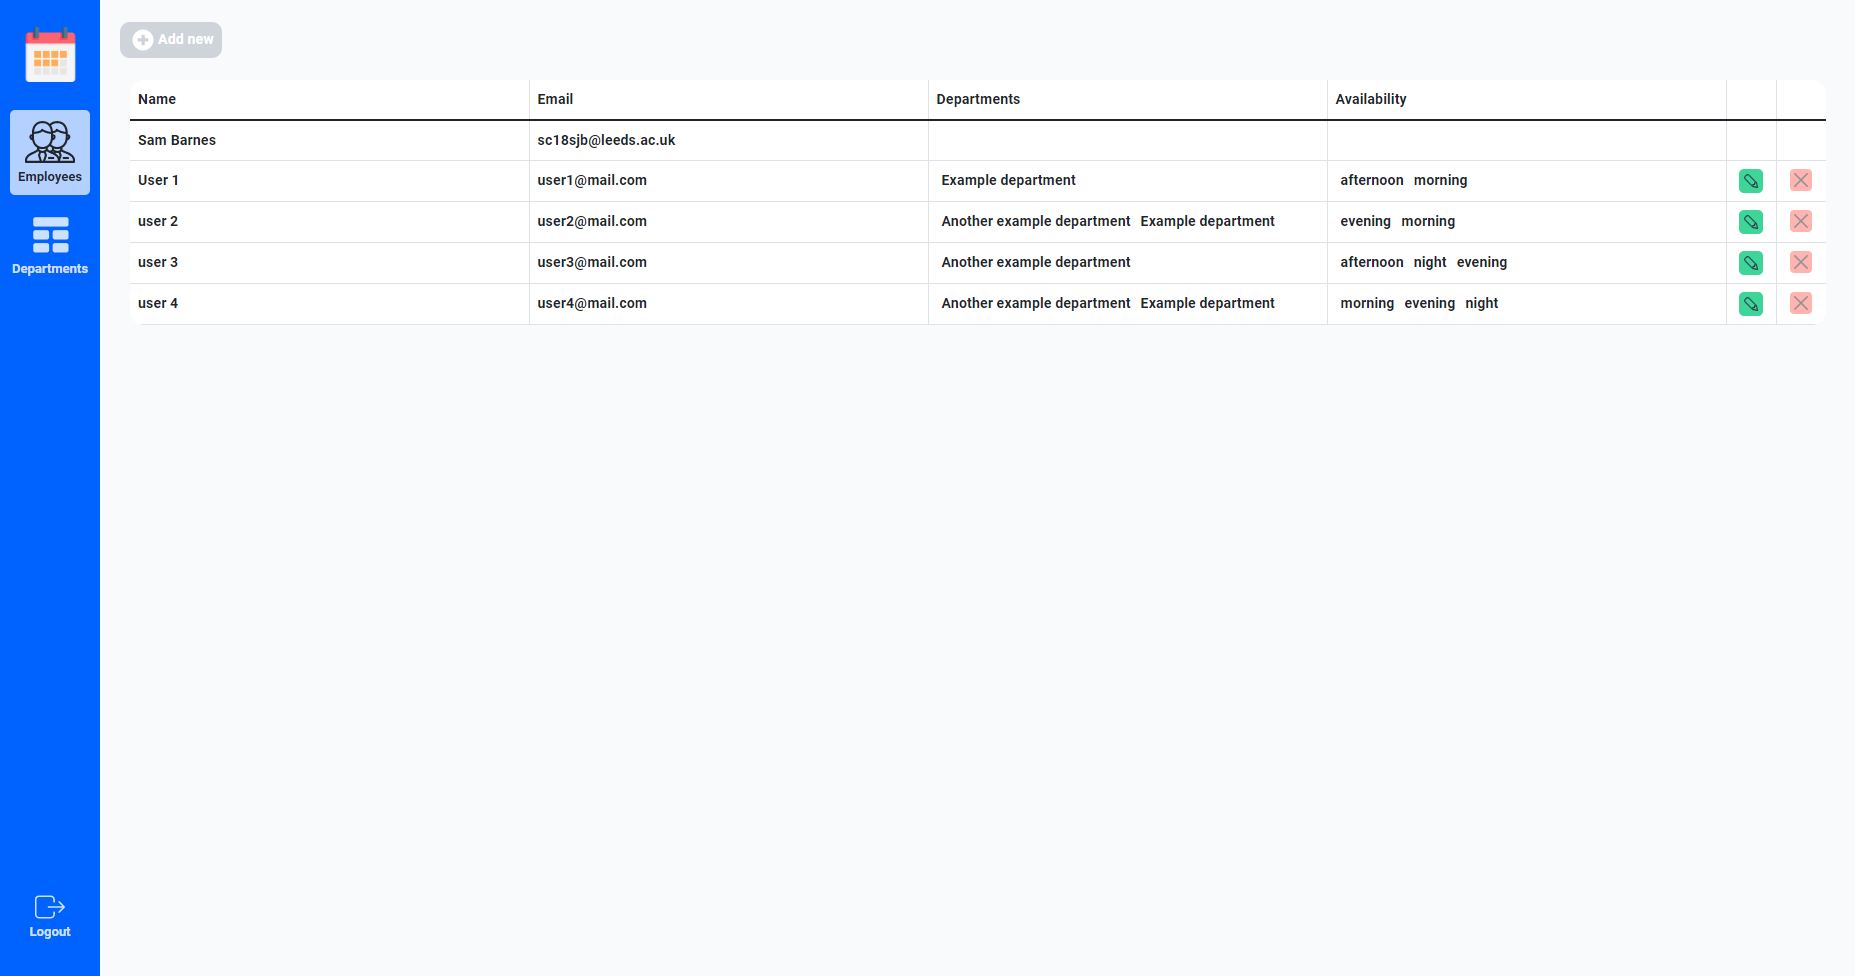 Add new
Name Email Departments Availability
Sam Barnes sc18sjb@leeds.ac.uk
User 1 user1@mail.com Example department afternoon morning
user 2 user2@mail.com Another example department Example department evening morning
user 3 user3@mail.com Another example department afternoon night evening
user 4 user4@mail.com Another example department Example department morning evening night
Employees
Departments
Logout